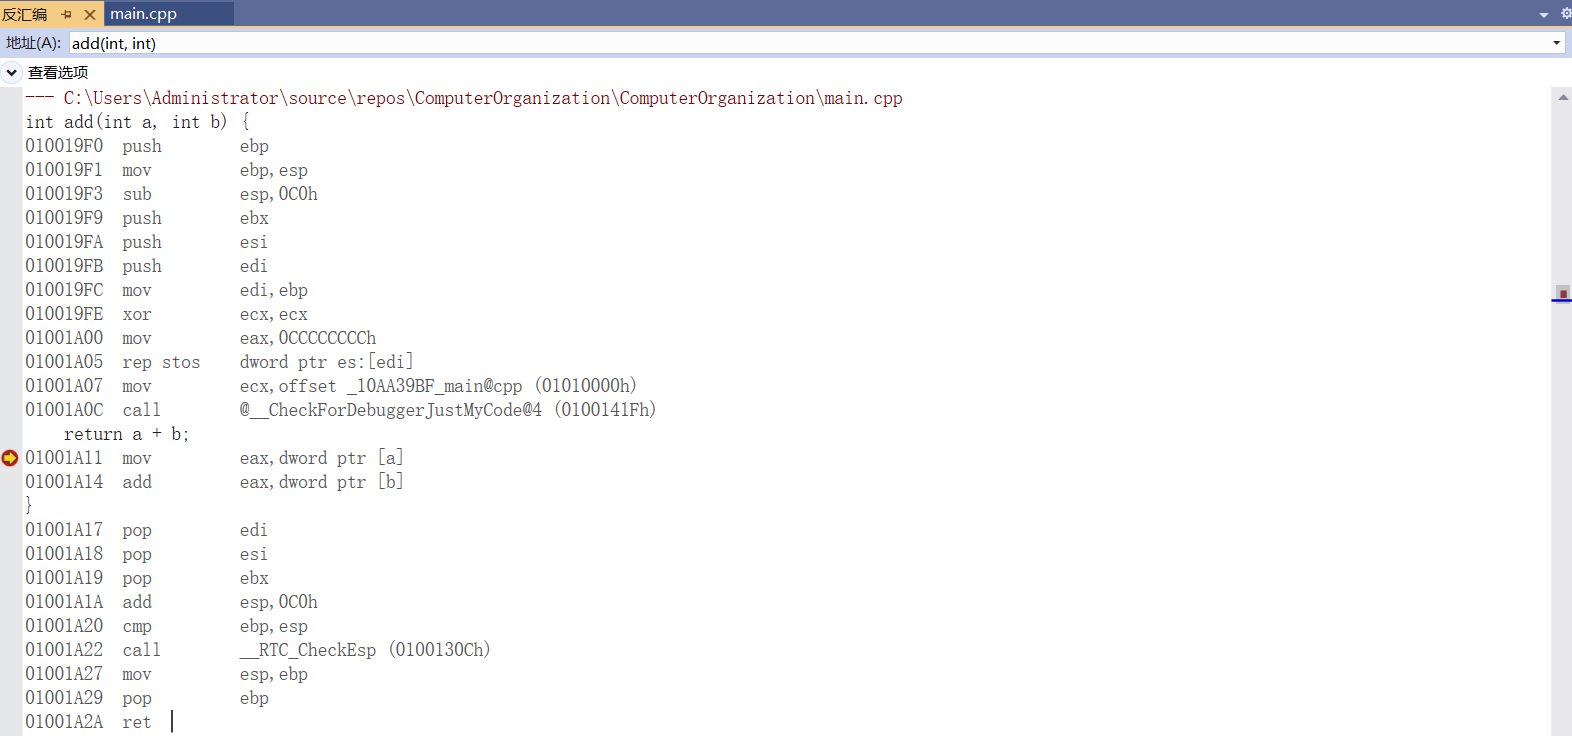 反汇编 main.cpp
地址(A): add(int, int)
查看选项
--- C:\Users\Administrator\source\repos\ComputerOrganization\ComputerOrganization\main.cpp
int add(int a, int b) {
010019F0 push ebp
010019F1 mov ebp,esp
010019F3 sub esp,0C0h
010019F9 push ebx
010019FA push esi
010019FB push edi
010019FC mov edi,ebp
010019FE xor ecx,ecx
01001A00 mov eax,0CCCCCCCCh
01001A05 rep stos dword ptr es:[edi]
01001A07 mov ecx,offset _10AA39BF_main@cpp (01010000h)
01001A0C call @__CheckForDebuggerJustMyCode@4 (0100141Fh)
return a + b;
01001A11 mov eax,dword ptr [a]
01001A14 add eax,dword ptr [b]
}
01001A17 pop edi
01001A18 pop esi
01001A19 pop ebx
01001A1A add esp,0C0h
01001A20 cmp ebp,esp
01001A22 call __RTC_CheckEsp (0100130Ch)
01001A27 mov esp,ebp
01001A29 pop ebp
01001A2A ret